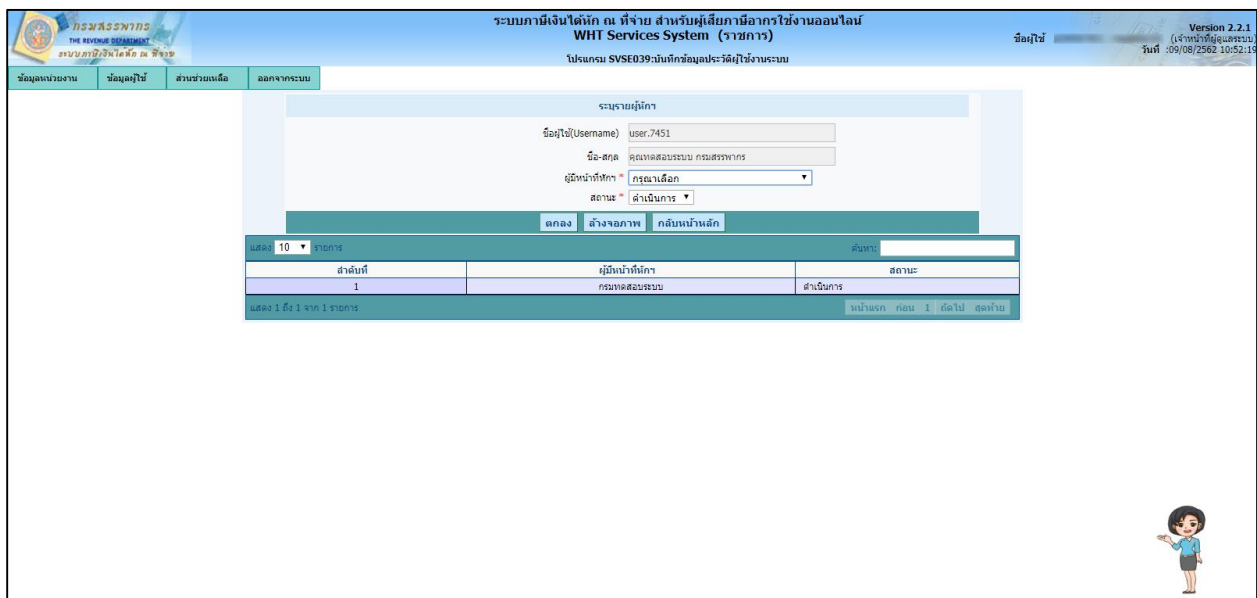 กรมสรรพากร
THE REVENUE DEPARTMENT
ระบบภาษีเงินได้หัก ณ ที่จ่าย
ระบบภาษีเงินได้หัก ณ ที่จ่าย สำหรับผู้เสียภาษีอากรใช้งานออนไลน์
WHT Services System (ราชการ)
โปรแกรม SVSE039:บันทึกข้อมูลประวัติผู้ใช้งานระบบ
Version 2.2.1
ชื่อผู้ใช้ (เจ้าหน้าที่ผู้ดูแลระบบ)
วันที่ :09/08/2562 10:52:19
ข้อมูลหน่วยงาน ข้อมูลผู้ใช้ ส่วนช่วยเหลือ ออกจากระบบ
ระบุรายผู้หักฯ
ชื่อผู้ใช้(Username) user.7451
ชื่อ-สกุล คุณทดสอบระบบ กรมสรรพากร
ผู้มีหน้าที่หักฯ * กรุณาเลือก
สถานะ * ดำเนินการ
ตกลง ล้างจอภาพ กลับหน้าหลัก
แสดง 10 รายการ ค้นหา:
ลำดับที่ ผู้มีหน้าที่หักฯ สถานะ
1 กรมทดสอบระบบ ดำเนินการ
แสดง 1 ถึง 1 จาก 1 รายการ หน้าแรก ก่อน 1 ถัดไป สุดท้าย